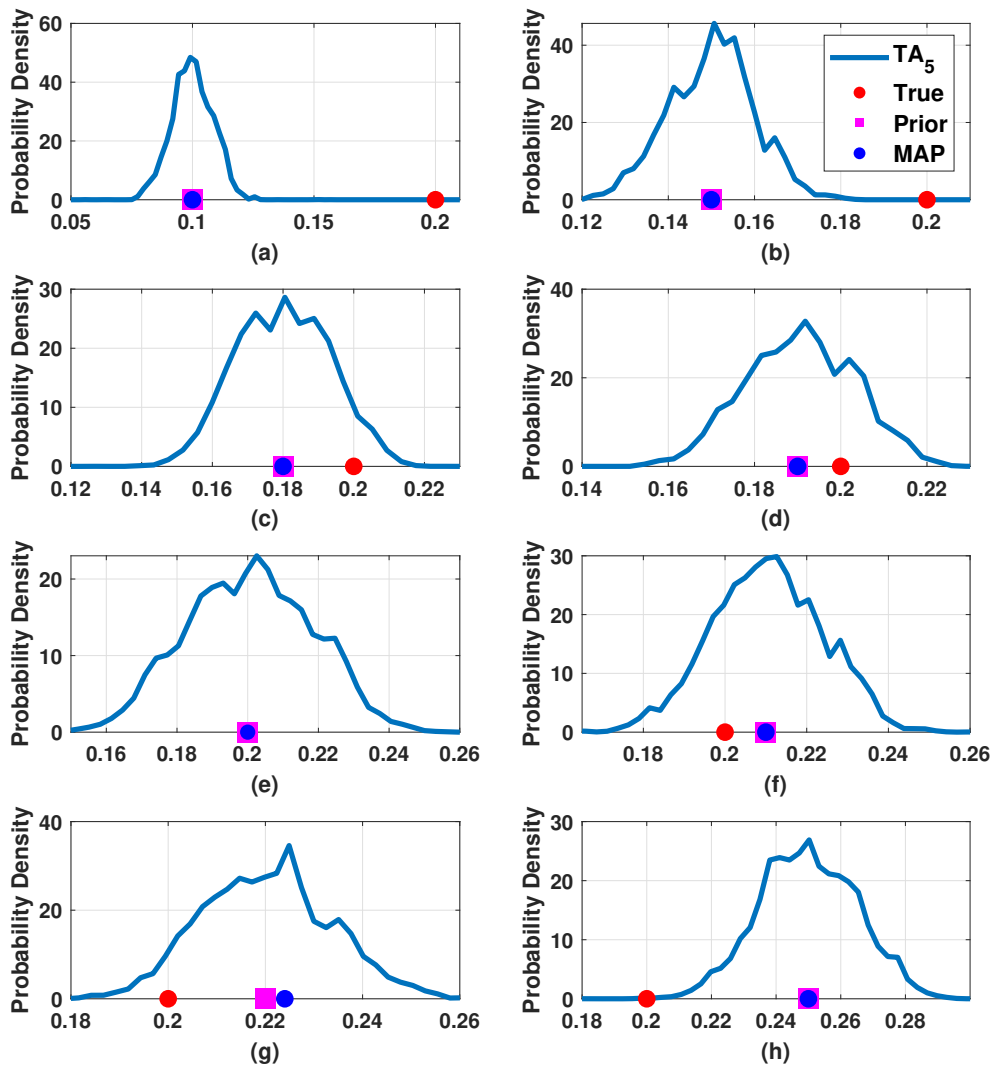 Probability Density
60
40
20
0
0.05 0.1 0.15 0.2
(a)
Probability Density
40
20
0
0.12 0.14 0.16 0.18 0.2
(b)
TA5
True
Prior
MAP
Probability Density
30
20
10
0
0.12 0.14 0.16 0.18 0.2 0.22
(c)
Probability Density
40
20
0
0.14 0.16 0.18 0.2 0.22
(d)
Probability Density
20
10
0
0.16 0.18 0.2 0.22 0.24 0.26
(e)
Probability Density
30
20
10
0
0.18 0.2 0.22 0.24 0.26
(f)
Probability Density
40
20
0
0.18 0.2 0.22 0.24 0.26
(g)
Probability Density
30
20
10
0
0.18 0.2 0.22 0.24 0.26 0.28
(h)